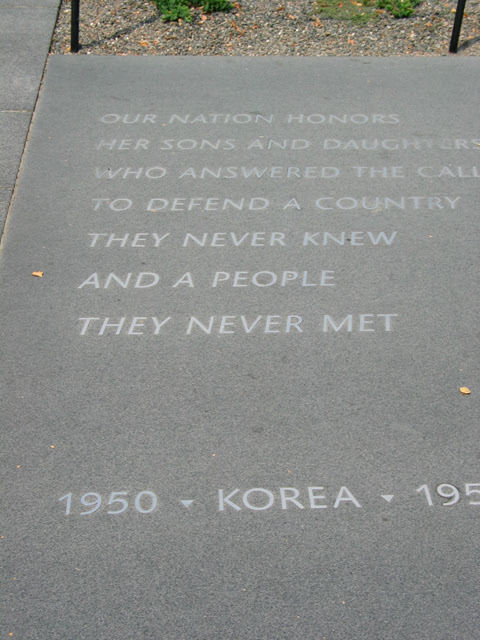 OUR NATION HONORS
HER SONS AND DAUGHTERS
WHO ANSWERED THE CALL
TO DEFEND A COUNTRY
THEY NEVER KNEW
AND A PEOPLE
THEY NEVER MET
1950 ▾ KOREA ▾ 195